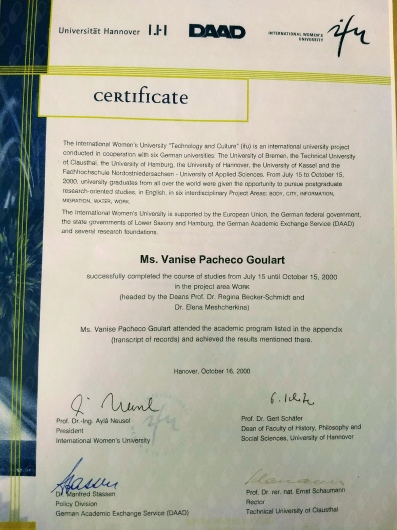 Universität Hannover
DAAD
INTERNATIONAL WOMEN'S
UNIVERSITY
ifu
certificate
The International Women's University "Technology and Culture" (ifu) is an international university project
conducted in cooperation with six German universities: The University of Bremen, the Technical University
of Clausthal, the University of Hamburg, the University of Hannover, the University of Kassel and the
Fachhochschule Nordostniedersachsen - University of Applied Sciences. From July 15 to October 15,
2000, university graduates from all over the world were given the opportunity to pursue postgraduate
research-oriented studies, in English, in six interdisciplinary Project Areas: BODY, CITY, INFORMATION,
MIGRATION, WATER, WORK.
The International Women's University is supported by the European Union, the German federal government,
the state governments of Lower Saxony and Hamburg, the German Academic Exchange Service (DAAD)
and several research foundations.
Ms. Vanise Pacheco Goulart
successfully completed the course of studies from July 15 until October 15, 2000
in the project area WORK
(headed by the Deans Prof. Dr. Regina Becker-Schmidt and
Dr. Elena Meshcherkina)
Ms. Vanise Pacheco Goulart attended the academic program listed in the appendix
(transcript of records) and achieved the results mentioned there.
Hannover, October 16, 2000
Prof. Dr.-Ing. Aylâ Neusel
President
International Women's University
Prof. Dr. Gert Schäfer
Dean of Faculty of History, Philosophy and
Social Sciences, University of Hannover
Dr. Manfred Stassen
Policy Division
German Academic Exchange Service (DAAD)
Prof. Dr. rer. nat. Ernst Schaumann
Rector
Technical University of Clausthal